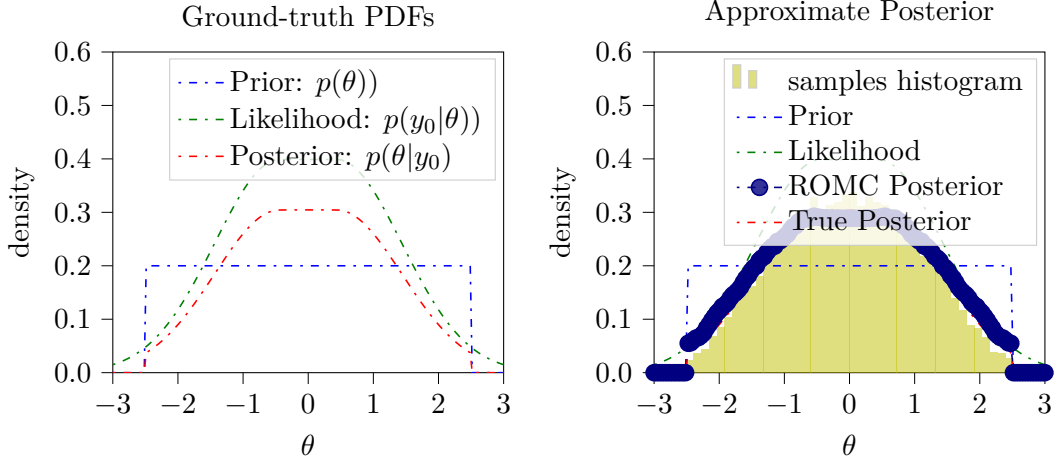 Ground-truth PDFs
0.6
0.5
0.4
0.3
0.2
0.1
0.0
density
Prior: p(θ))
Likelihood: p(y₀|θ))
Posterior: p(θ|y₀)
−3 −2 −1 0 1 2 3
θ
Approximate Posterior
0.6
0.5
0.4
0.3
0.2
0.1
0.0
density
samples histogram
Prior
Likelihood
ROMC Posterior
True Posterior
−3 −2 −1 0 1 2 3
θ